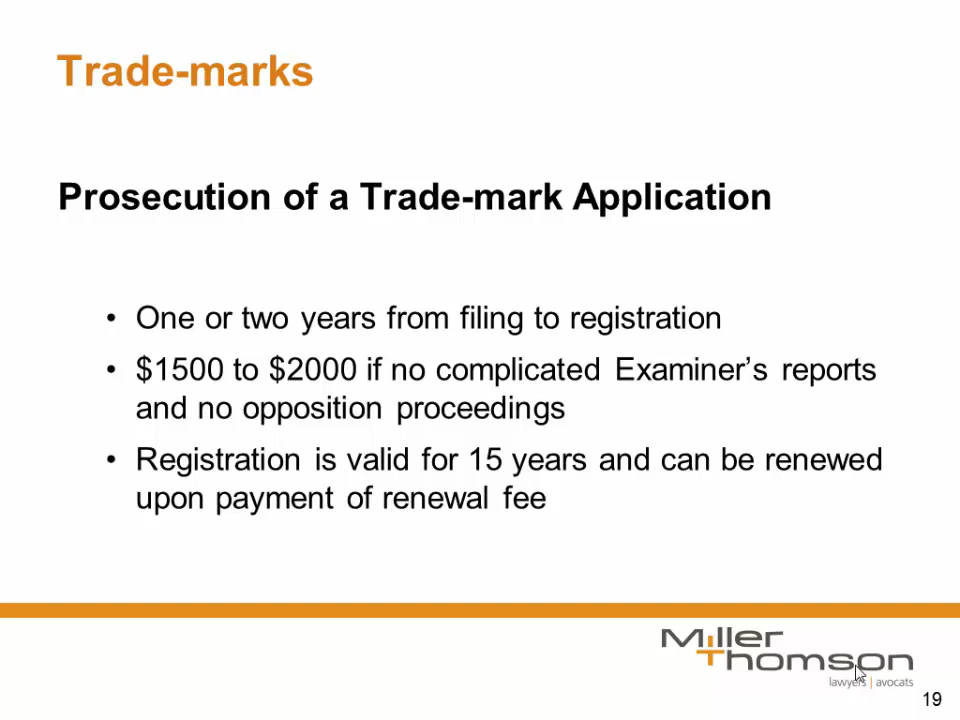 Trade-marks
Prosecution of a Trade-mark Application
• One or two years from filing to registration
• $1500 to $2000 if no complicated Examiner’s reports
and no opposition proceedings
• Registration is valid for 15 years and can be renewed
upon payment of renewal fee
Miller
Thomson
lawyers | avocats
19